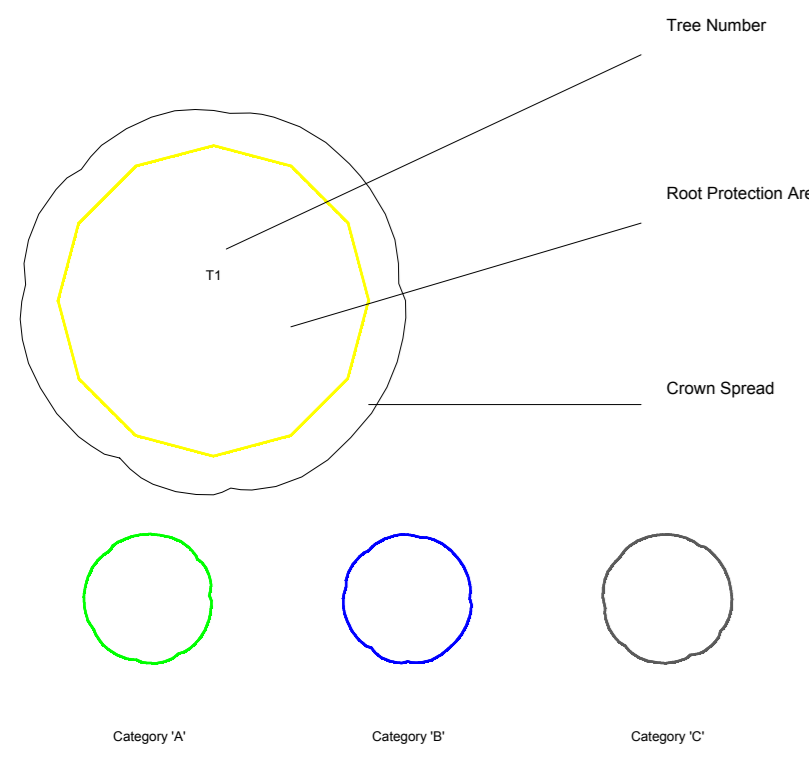 Tree Number
Root Protection Are
T1
Crown Spread
Category 'A'
Category 'B'
Category 'C'